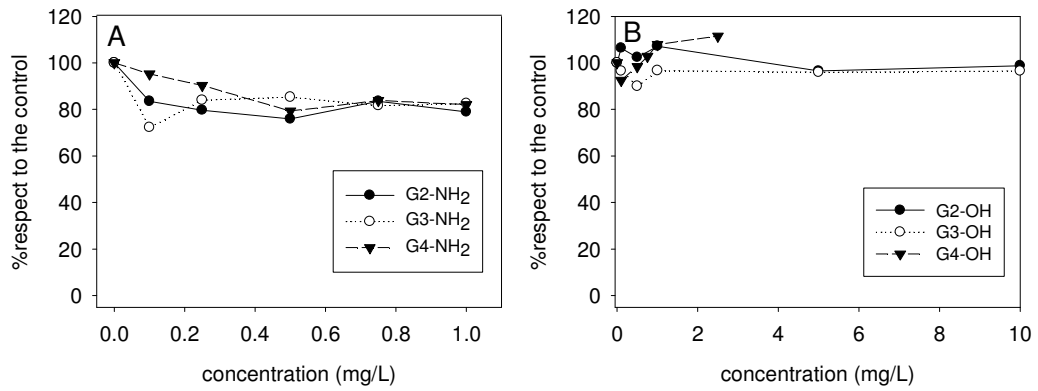 A
%respect to the control
120
100
80
60
40
20
0
G2-NH2
G3-NH2
G4-NH2
0.0 0.2 0.4 0.6 0.8 1.0
concentration (mg/L)
B
%respect to the control
120
100
80
60
40
20
0
G2-OH
G3-OH
G4-OH
0 2 4 6 8 10
concentration (mg/L)